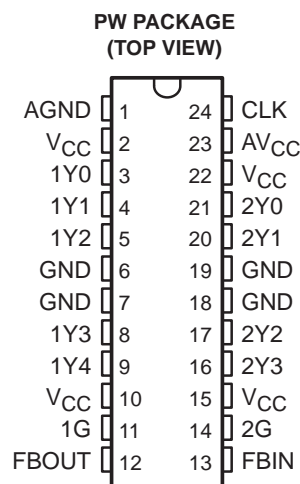 PW PACKAGE
(TOP VIEW)
AGND 1 24 CLK
VCC 2 23 AVCC
1Y0 3 22 VCC
1Y1 4 21 2Y0
1Y2 5 20 2Y1
GND 6 19 GND
GND 7 18 GND
1Y3 8 17 2Y2
1Y4 9 16 2Y3
VCC 10 15 VCC
1G 11 14 2G
FBOUT 12 13 FBIN